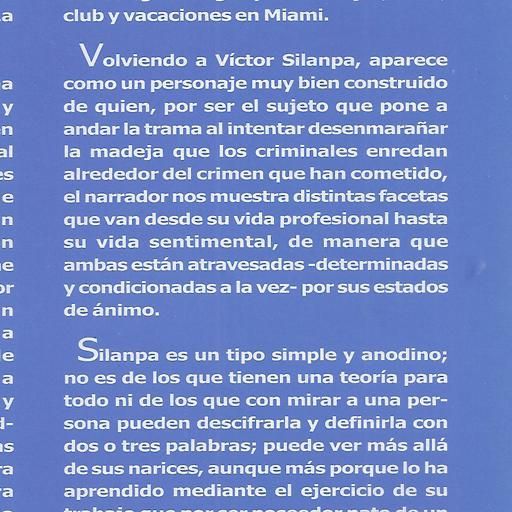 club y vacaciones en Miami.
Volviendo a Víctor Silanpa, aparece
como un personaje muy bien construido
de quien, por ser el sujeto que pone a
andar la trama al intentar desenmarañar
la madeja que los criminales enredan
alrededor del crimen que han cometido,
el narrador nos muestra distintas facetas
que van desde su vida profesional hasta
su vida sentimental, de manera que
ambas están atravesadas -determinadas
y condicionadas a la vez- por sus estados
de ánimo.
Silanpa es un tipo simple y anodino;
no es de los que tienen una teoría para
todo ni de los que con mirar a una per-
sona pueden descifrarla y definirla con
dos o tres palabras; puede ver más allá
de sus narices, aunque más porque lo ha
aprendido mediante el ejercicio de su